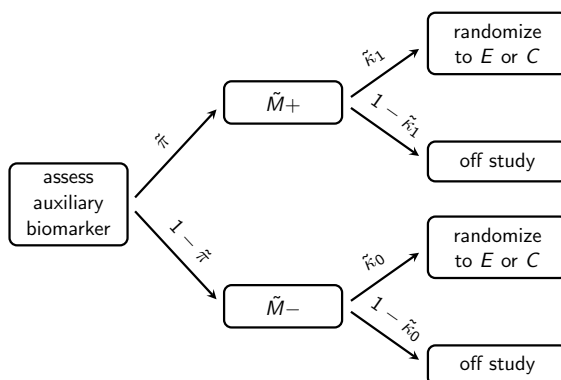 randomize
to E or C
κ̃₁
M̃+
1 − κ̃₁
π̃
off study
assess
auxiliary
biomarker
1 − π̃
randomize
to E or C
κ̃₀
M̃−
1 − κ̃₀
off study